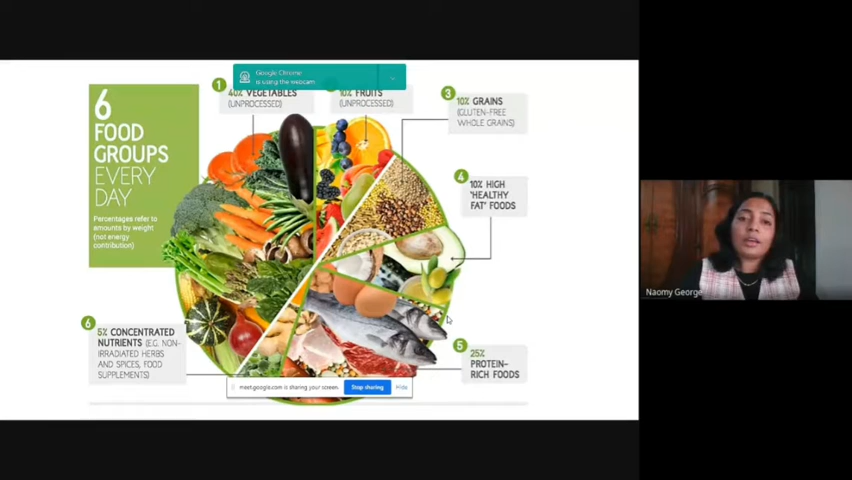 Google Chrome
is using the webcam
6
FOOD
GROUPS
EVERY
DAY
Percentages refer to
amounts by weight
(not energy
contribution)
1
40% VEGETABLES
(UNPROCESSED)
10% FRUITS
(UNPROCESSED)
3
10% GRAINS
(GLUTEN-FREE
WHOLE GRAINS)
4
10% HIGH
'HEALTHY
FAT' FOODS
5
25%
PROTEIN-
RICH FOODS
6
5% CONCENTRATED
NUTRIENTS (E.G. NON-
IRRADIATED HERBS
AND SPICES, FOOD
SUPPLEMENTS)
meet.google.com is sharing your screen.
Stop sharing
Hide
Naomy George